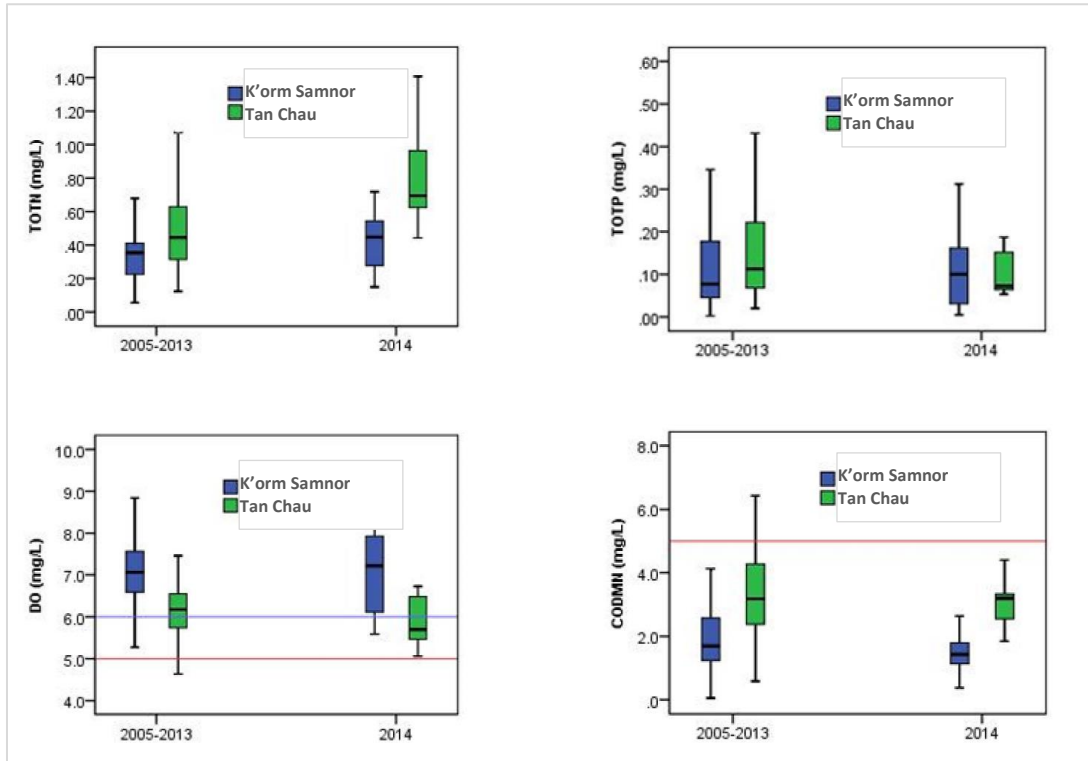 1.40
1.20
1.00
.80
.60
.40
.20
.00
TOTN (mg/L)
K'orm Samnor
Tan Chau
2005-2013
2014
.60
.50
.40
.30
.20
.10
.00
TOTP (mg/L)
K'orm Samnor
Tan Chau
2005-2013
2014
10.0
9.0
8.0
7.0
6.0
5.0
4.0
DO (mg/L)
K'orm Samnor
Tan Chau
2005-2013
2014
8.0
6.0
4.0
2.0
.0
CODMN (mg/L)
K'orm Samnor
Tan Chau
2005-2013
2014